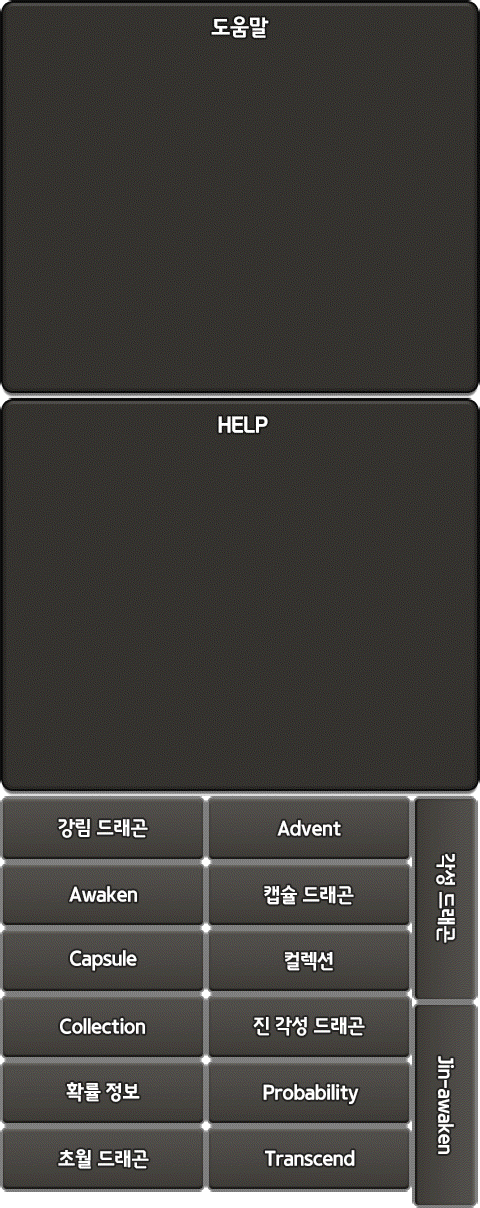 도움말
HELP
강림 드래곤
Advent
각성 드래곤
Awaken
캡슐 드래곤
Capsule
컬렉션
Collection
진 각성 드래곤
Jin-awaken
확률 정보
Probability
초월 드래곤
Transcend